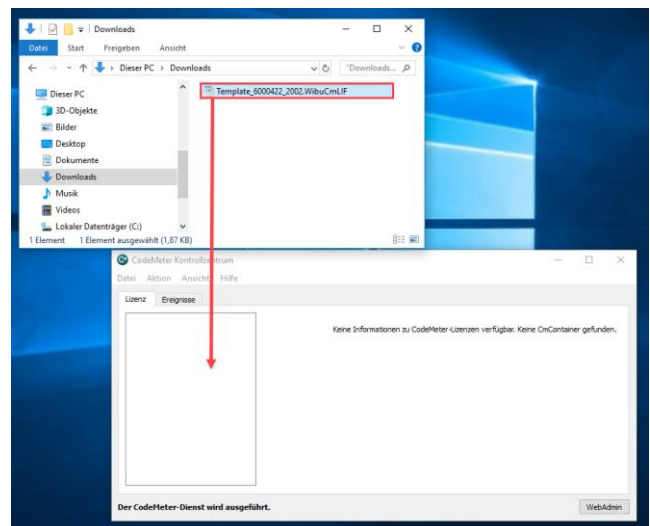 Downloads
Datei Start Freigeben Ansicht
Dieser PC › Downloads
"Downloads...
Dieser PC
3D-Objekte
Bilder
Desktop
Dokumente
Downloads
Musik
Videos
Lokaler Datenträger (C:)
Template_6000422_2002.WibuCmLIF
1 Element 1 Element ausgewählt (1,87 KB)
CodeMeter Kontrollzentrum
Datei Aktion Ansicht Hilfe
Lizenz Ereignisse
Keine Informationen zu CodeMeter-Lizenzen verfügbar. Keine CmContainer gefunden.
Der CodeMeter-Dienst wird ausgeführt.
WebAdmin